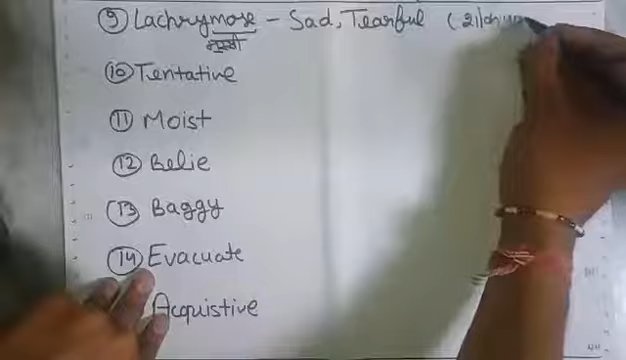 9 Lachrymose - Sad, Tearful (
10 Tentative
11 Moist
12 Belie
13 Baggy
14 Evacuate
Acquistive